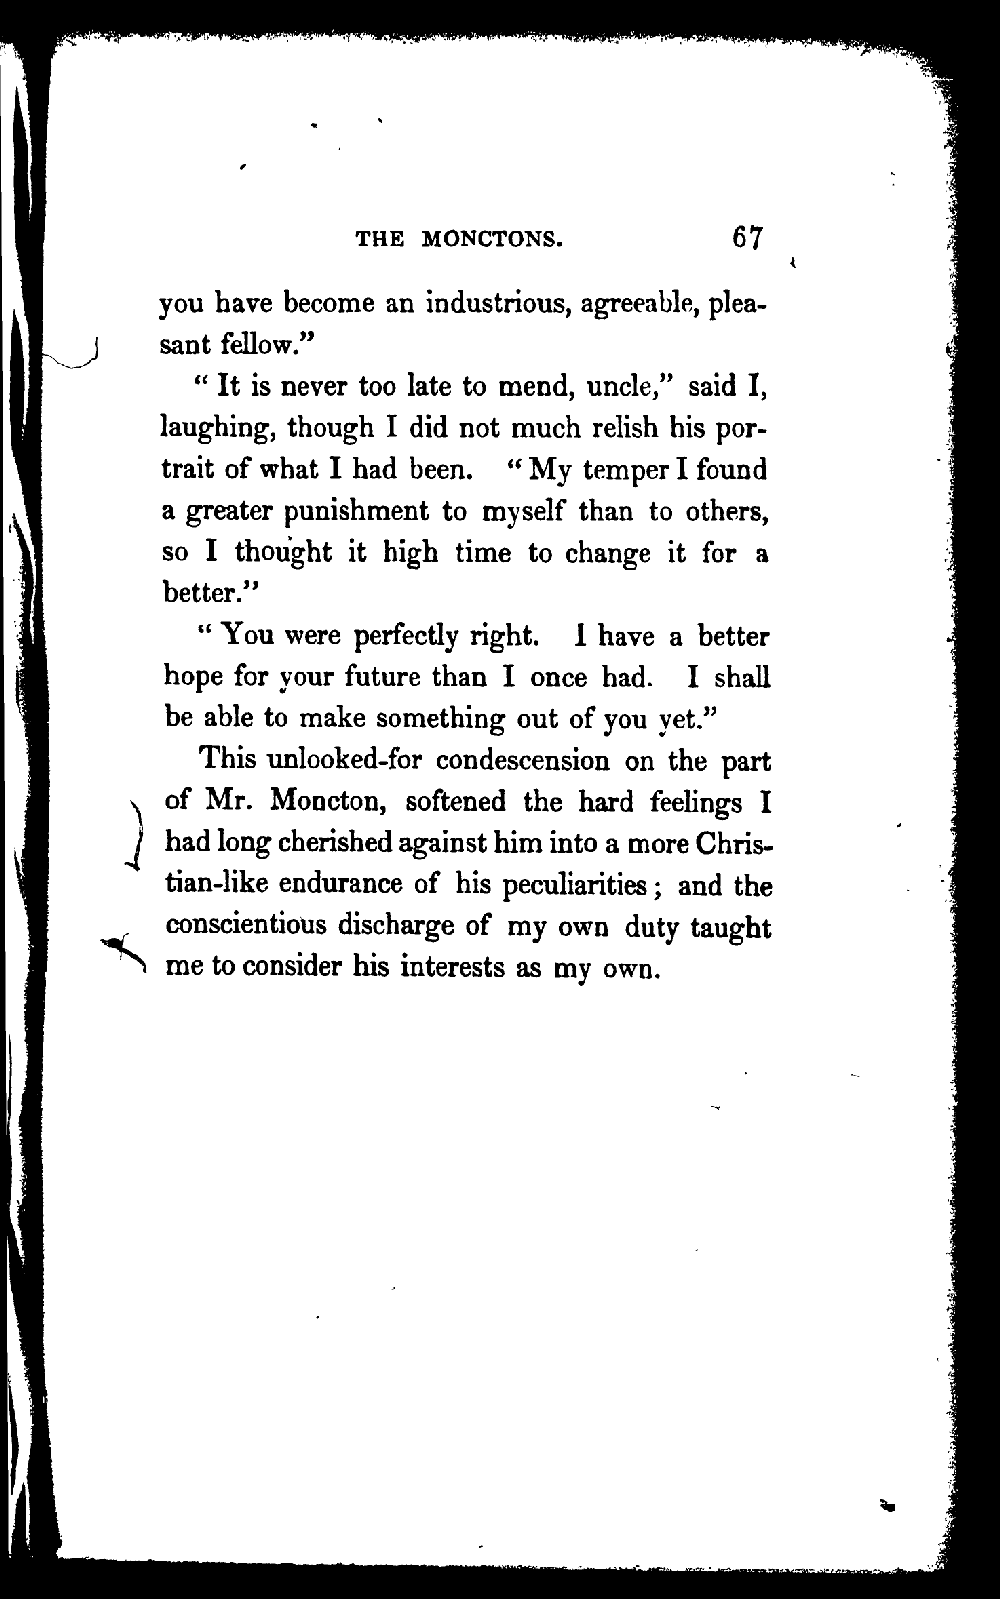 THE MONCTONS. 67
you have become an industrious, agreeable, plea-
sant fellow.”
“ It is never too late to mend, uncle,” said I,
laughing, though I did not much relish his por-
trait of what I had been. “ My temper I found
a greater punishment to myself than to others,
so I thought it high time to change it for a
better.”
“ You were perfectly right. I have a better
hope for your future than I once had. I shall
be able to make something out of you yet.”
This unlooked-for condescension on the part
of Mr. Moncton, softened the hard feelings I
had long cherished against him into a more Chris-
tian-like endurance of his peculiarities ; and the
conscientious discharge of my own duty taught
me to consider his interests as my own.